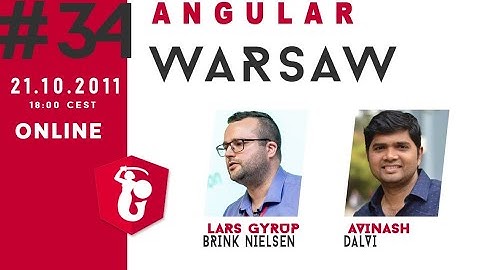 #34
ANGULAR
WARSAW
21.10.2011
18:00 CEST
ONLINE
LARS GYRUP
BRINK NIELSEN
AVINASH
DALVI